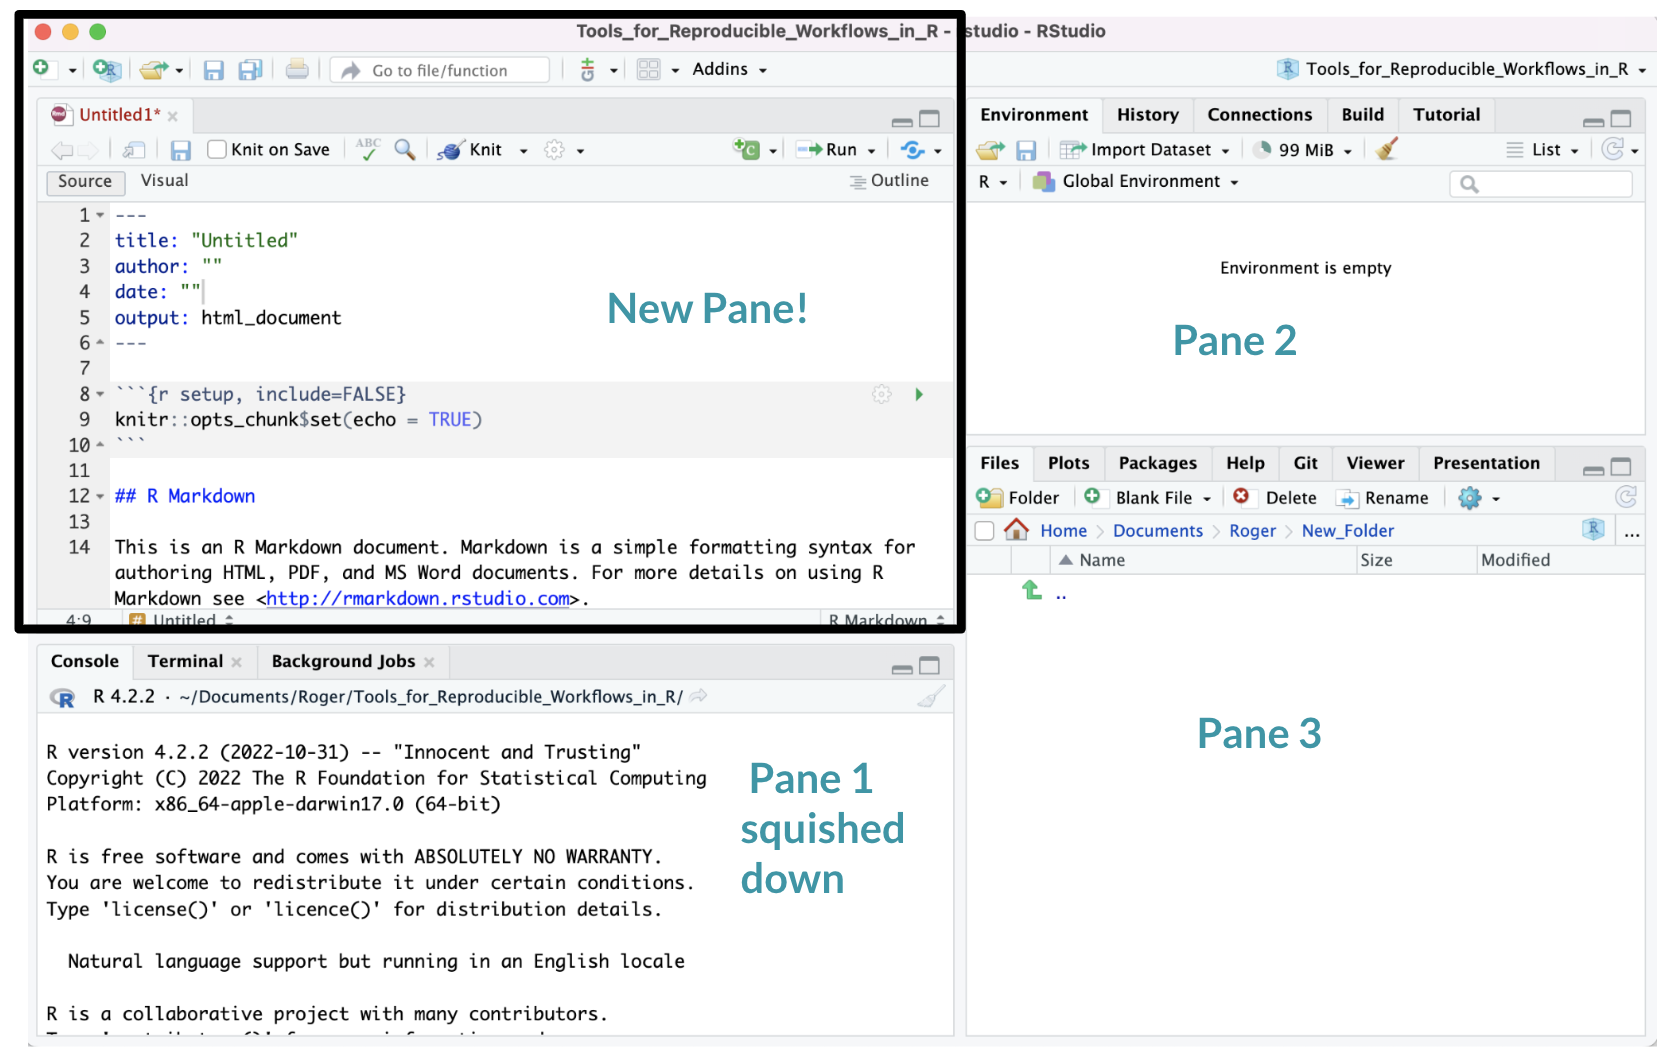 Tools_for_Reproducible_Workflows_in_R - studio - RStudio
Go to file/function
Addins
Tools_for_Reproducible_Workflows_in_R
Untitled1*
Knit on Save
ABC
Knit
Run
Source
Visual
Outline
1 ---
2 title: "Untitled"
3 author: ""
4 date: ""
5 output: html_document
6 ---
7
8 ```{r setup, include=FALSE}
9 knitr::opts_chunk$set(echo = TRUE)
10 ```
11
12 ## R Markdown
13
14 This is an R Markdown document. Markdown is a simple formatting syntax for
authoring HTML, PDF, and MS Word documents. For more details on using R
Markdown see <http://rmarkdown.rstudio.com>.
4:9 # Untitled R Markdown
New Pane!
Console Terminal Background Jobs
R 4.2.2 · ~/Documents/Roger/Tools_for_Reproducible_Workflows_in_R/
R version 4.2.2 (2022-10-31) -- "Innocent and Trusting"
Copyright (C) 2022 The R Foundation for Statistical Computing
Platform: x86_64-apple-darwin17.0 (64-bit)
R is free software and comes with ABSOLUTELY NO WARRANTY.
You are welcome to redistribute it under certain conditions.
Type 'license()' or 'licence()' for distribution details.
Natural language support but running in an English locale
R is a collaborative project with many contributors.
Pane 1
squished
down
Environment History Connections Build Tutorial
Import Dataset 99 MiB List
R Global Environment
Environment is empty
Pane 2
Files Plots Packages Help Git Viewer Presentation
Folder Blank File Delete Rename
Home Documents Roger New_Folder R ...
Name Size Modified
..
Pane 3